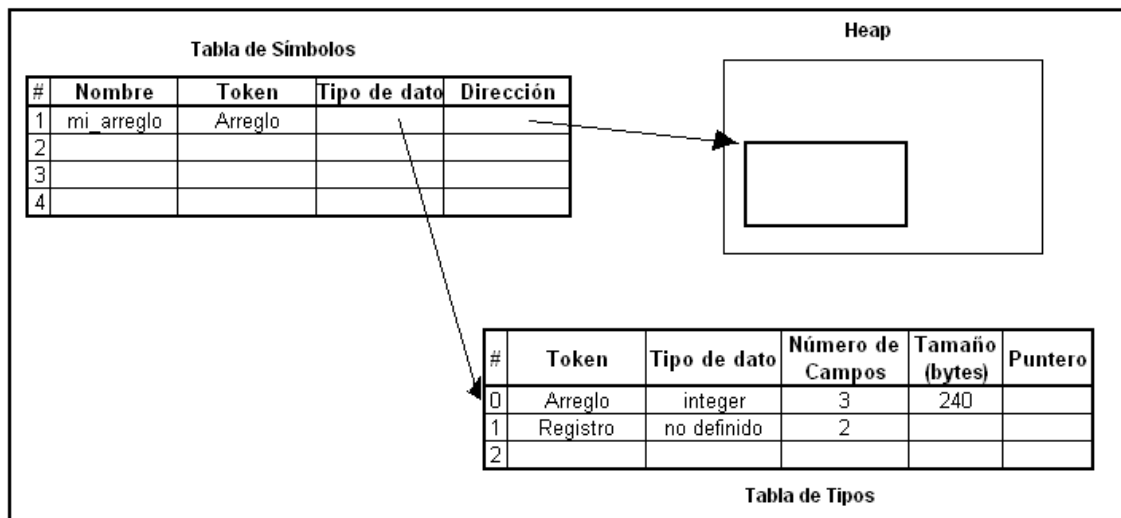 Heap
Tabla de Símbolos
# Nombre Token Tipo de dato Dirección
1 mi_arreglo Arreglo
2
3
4
# Token Tipo de dato Número de Campos Tamaño (bytes) Puntero
0 Arreglo integer 3 240
1 Registro no definido 2
2
Tabla de Tipos